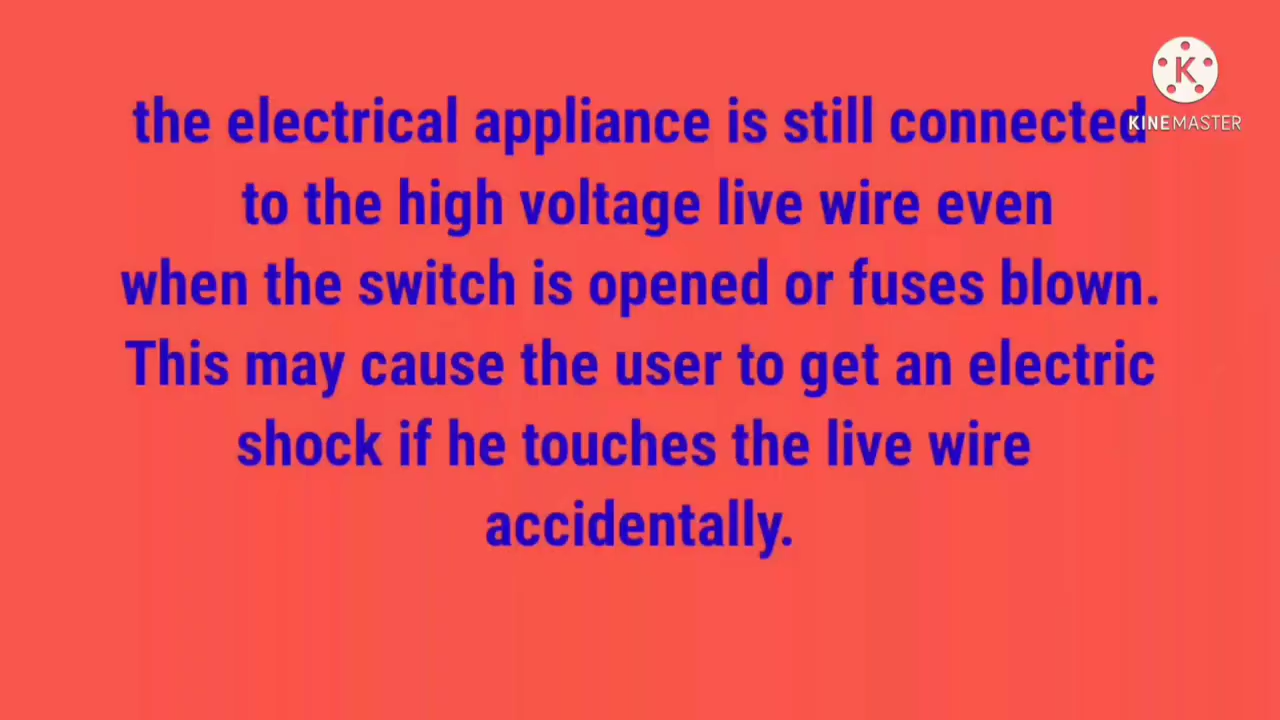 the electrical appliance is still connected
to the high voltage live wire even
when the switch is opened or fuses blown.
This may cause the user to get an electric
shock if he touches the live wire
accidentally.
K
KINEMASTER